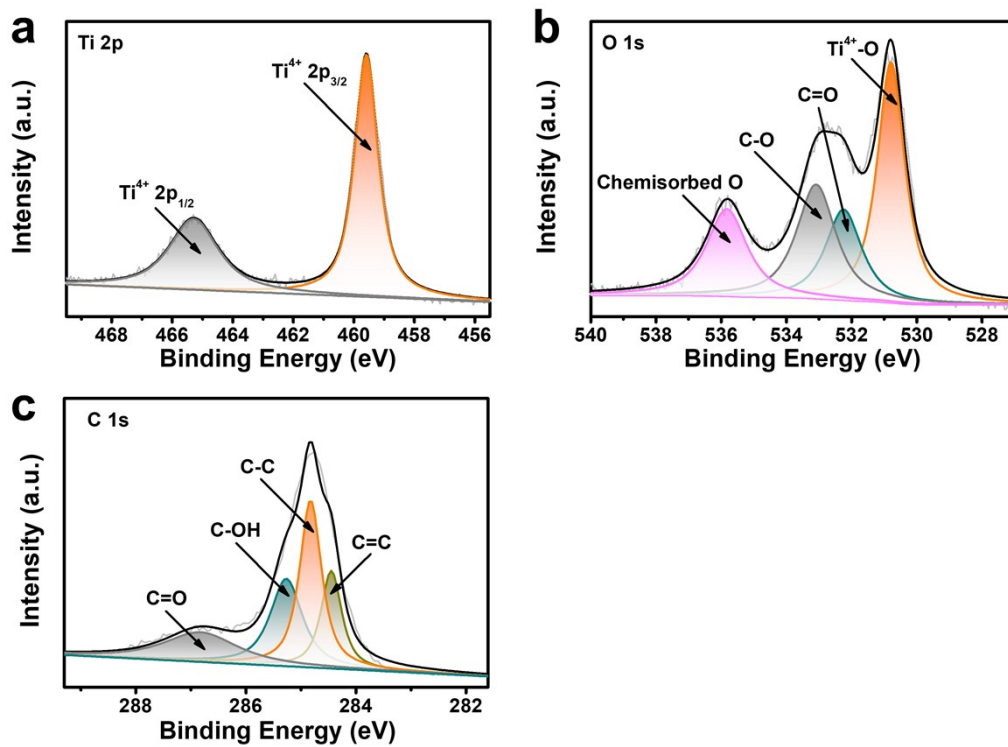 a
Ti 2p
Ti⁴⁺ 2p₃/₂
Ti⁴⁺ 2p₁/₂
Intensity (a.u.)
468 466 464 462 460 458 456
Binding Energy (eV)
b
O 1s
Ti⁴⁺-O
C=O
C-O
Chemisorbed O
Intensity (a.u.)
540 538 536 534 532 530 528
Binding Energy (eV)
c
C 1s
C-C
C-OH
C=C
C=O
Intensity (a.u.)
288 286 284 282
Binding Energy (eV)